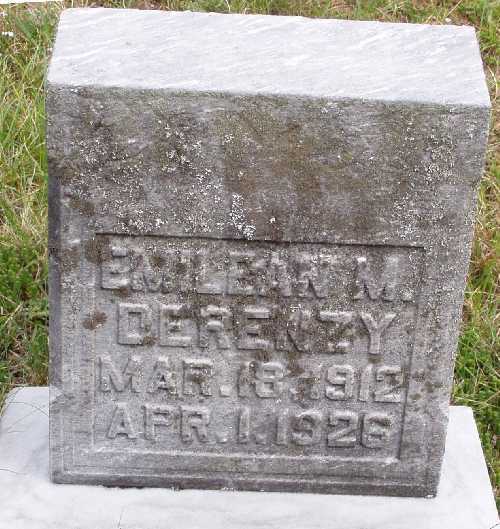 EMILEAN M.
DERENZY
MAR. 18. 1912
APR. 1. 1926